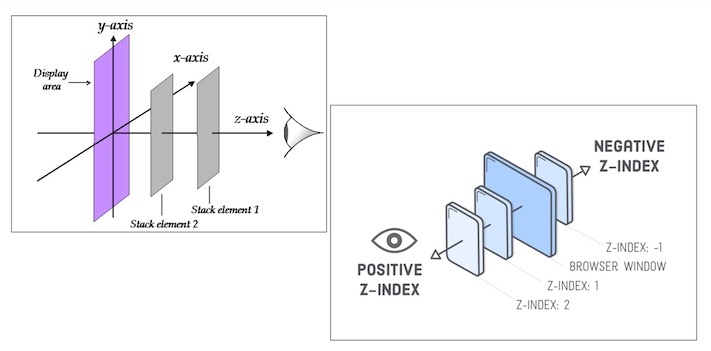 y-axis
x-axis
Display
area
z-axis
Stack element 1
Stack element 2
NEGATIVE
Z-INDEX
Z-INDEX: -1
BROWSER WINDOW
POSITIVE
Z-INDEX
Z-INDEX: 1
Z-INDEX: 2